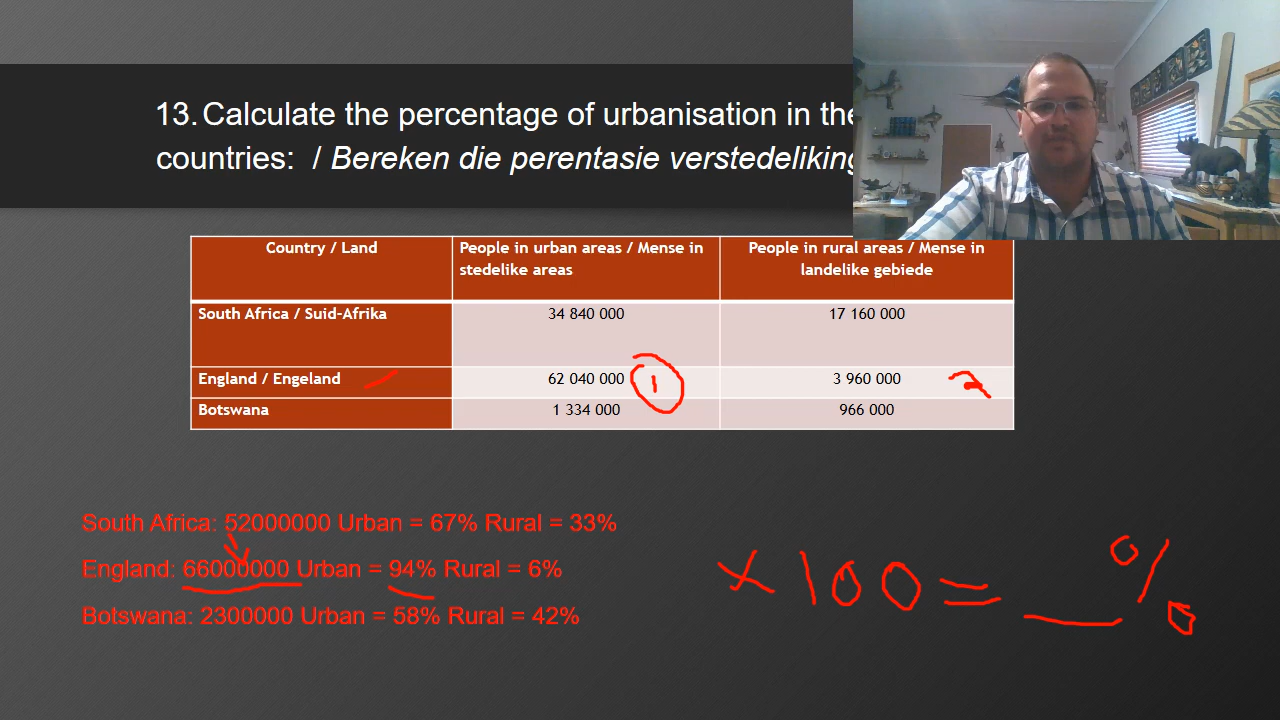 13. Calculate the percentage of urbanisation in the
countries: / Bereken die perentasie verstedeliking
Country / Land
People in urban areas / Mense in
stedelike areas
People in rural areas / Mense in
landelike gebiede
South Africa / Suid-Afrika
34 840 000
17 160 000
England / Engeland
62 040 000
1
3 960 000
2
Botswana
1 334 000
966 000
South Africa: 52000000 Urban = 67% Rural = 33%
England: 66000000 Urban = 94% Rural = 6%
Botswana: 2300000 Urban = 58% Rural = 42%
x 100 = __ %